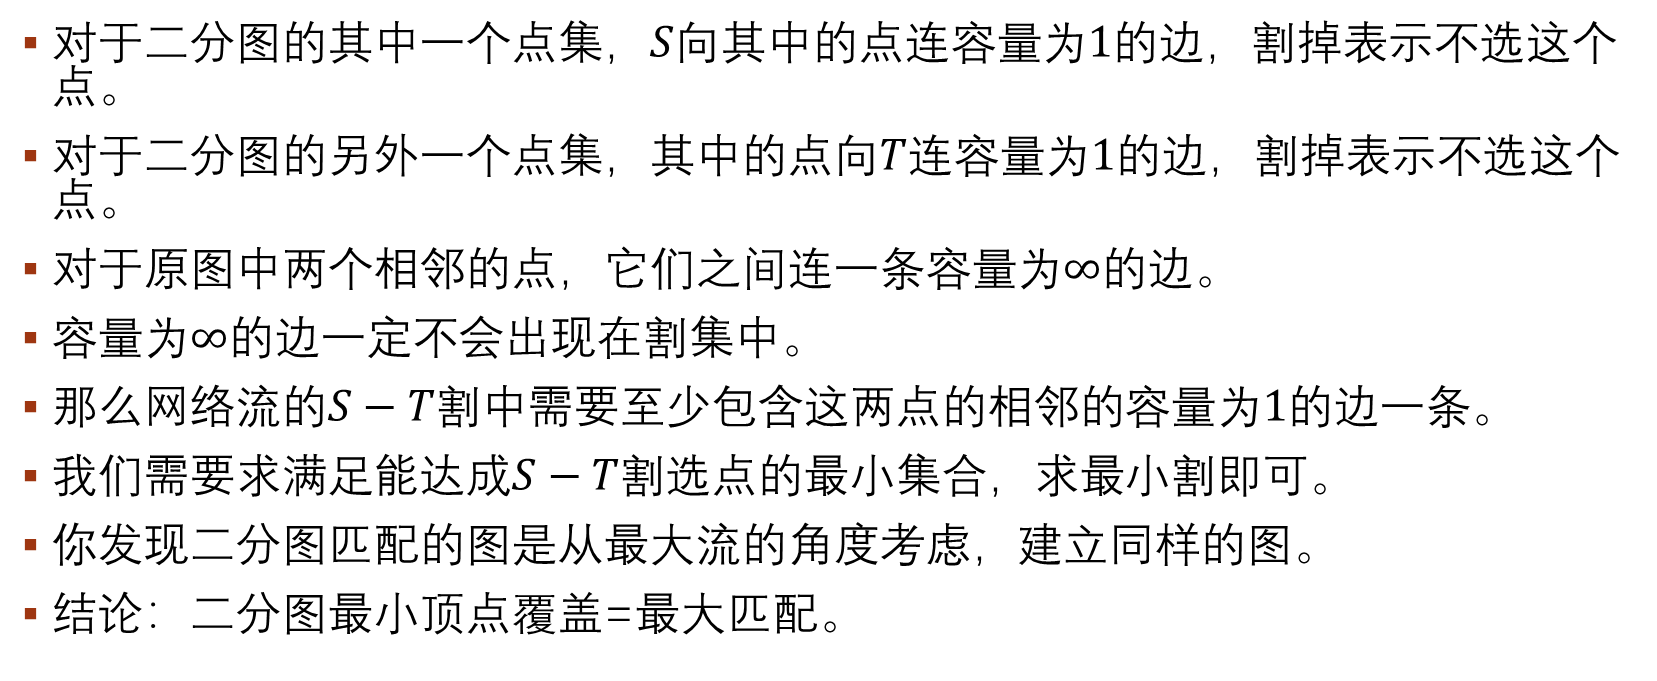 ▪ 对于二分图的其中一个点集，S向其中的点连容量为1的边，割掉表示不选这个
点。
▪ 对于二分图的另外一个点集，其中的点向T连容量为1的边，割掉表示不选这个
点。
▪ 对于原图中两个相邻的点，它们之间连一条容量为∞的边。
▪ 容量为∞的边一定不会出现在割集中。
▪ 那么网络流的S − T割中需要至少包含这两点的相邻的容量为1的边一条。
▪ 我们需要求满足能达成S − T割选点的最小集合，求最小割即可。
▪ 你发现二分图匹配的图是从最大流的角度考虑，建立同样的图。
▪ 结论：二分图最小顶点覆盖=最大匹配。